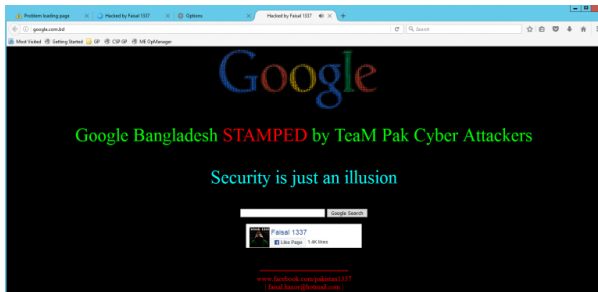 Problem loading page
Hacked by Faisal 1337
Options
Hacked by Faisal 1337
google.com.bd
Search
Most Visited
Getting Started
GP
CSP GP
ME OpManager
Google
Google Bangladesh STAMPED by TeaM Pak Cyber Attackers
Security is just an illusion
Google Search
Faisal 1337
Like Page
1.4K likes
www.facebook.com/pakistan1337